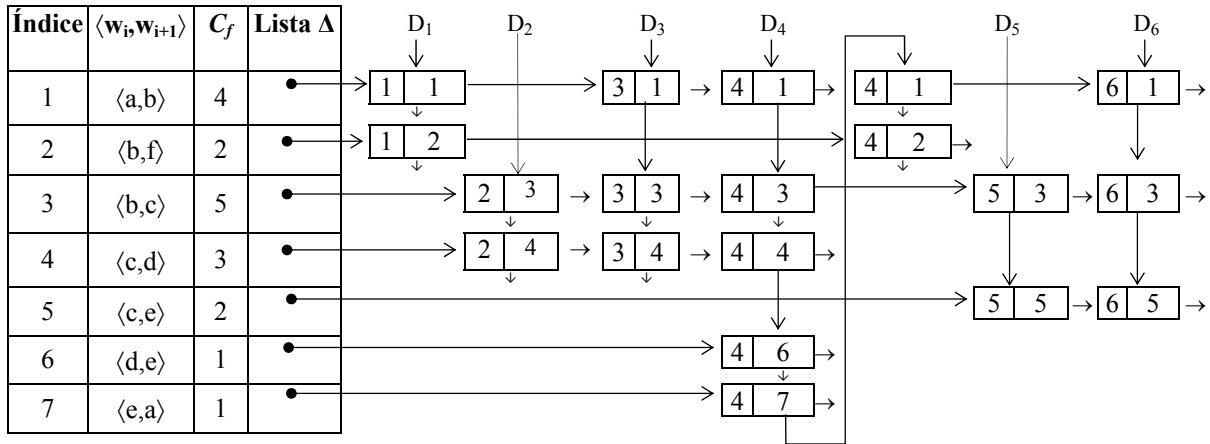 Índice ⟨wᵢ,wᵢ₊₁⟩ C_f Lista Δ D₁ D₂ D₃ D₄ D₅ D₆
1 ⟨a,b⟩ 4 1 1 3 1 4 1 4 1 6 1
2 ⟨b,f⟩ 2 1 2 4 2
3 ⟨b,c⟩ 5 2 3 3 3 4 3 5 3 6 3
4 ⟨c,d⟩ 3 2 4 3 4 4 4
5 ⟨c,e⟩ 2 5 5 6 5
6 ⟨d,e⟩ 1 4 6
7 ⟨e,a⟩ 1 4 7